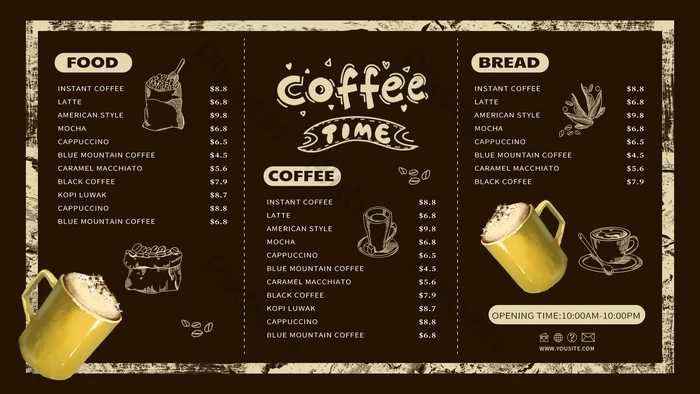 FOOD
INSTANT COFFEE $8.8
LATTE $6.8
AMERICAN STYLE $9.8
MOCHA $6.8
CAPPUCCINO $6.5
BLUE MOUNTAIN COFFEE $4.5
CARAMEL MACCHIATO $5.6
BLACK COFFEE $7.9
KOPI LUWAK $8.7
CAPPUCCINO $8.8
BLUE MOUNTAIN COFFEE $6.8
Coffee
TIME
COFFEE
INSTANT COFFEE $8.8
LATTE $6.8
AMERICAN STYLE $9.8
MOCHA $6.8
CAPPUCCINO $6.5
BLUE MOUNTAIN COFFEE $4.5
CARAMEL MACCHIATO $5.6
BLACK COFFEE $7.9
KOPI LUWAK $8.7
CAPPUCCINO $8.8
BLUE MOUNTAIN COFFEE $6.8
BREAD
INSTANT COFFEE $8.8
LATTE $6.8
AMERICAN STYLE $9.8
MOCHA $6.8
CAPPUCCINO $6.5
BLUE MOUNTAIN COFFEE $4.5
CARAMEL MACCHIATO $5.6
BLACK COFFEE $7.9
OPENING TIME:10:00AM-10:00PM
WWW.YOUSITE.COM